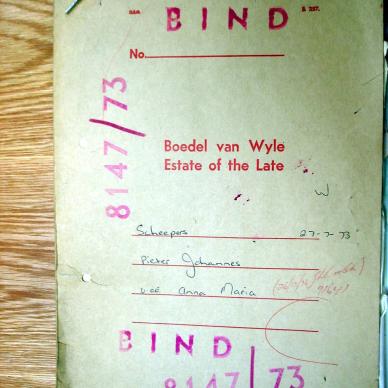 BIND
No.
8147/73
Boedel van Wyle
Estate of the Late
W
Scheepers 27-7-73
Pieter Johannes
Anna Maria
BIND
8147/73